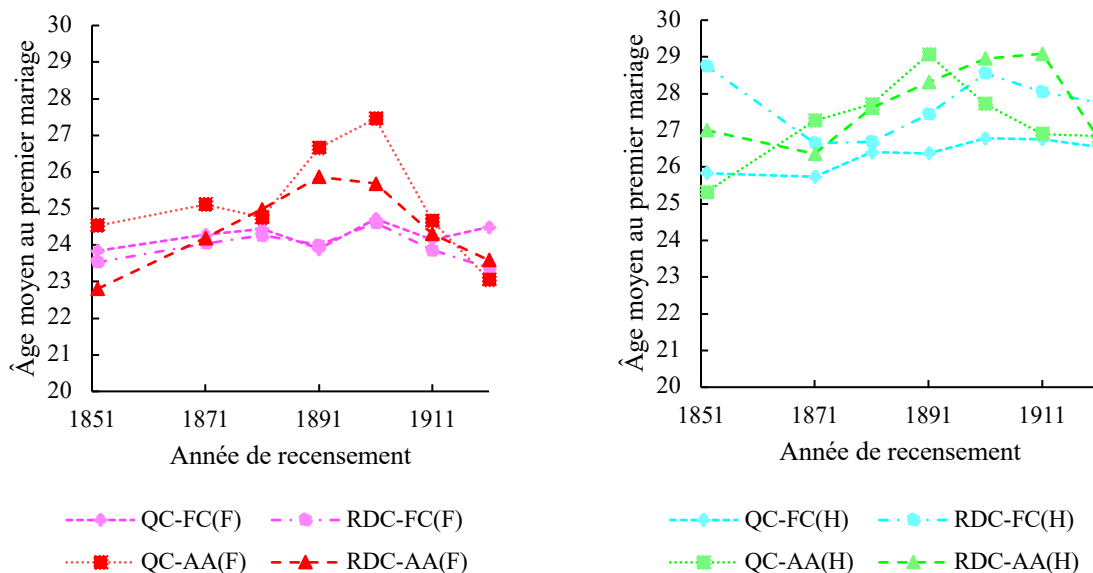 Âge moyen au premier mariage
30
29
28
27
26
25
24
23
22
21
20
1851 1871 1891 1911
Année de recensement
QC-FC(F) RDC-FC(F)
QC-AA(F) RDC-AA(F)
Âge moyen au premier mariage
30
29
28
27
26
25
24
23
22
21
20
1851 1871 1891 1911
Année de recensement
QC-FC(H) RDC-FC(H)
QC-AA(H) RDC-AA(H)